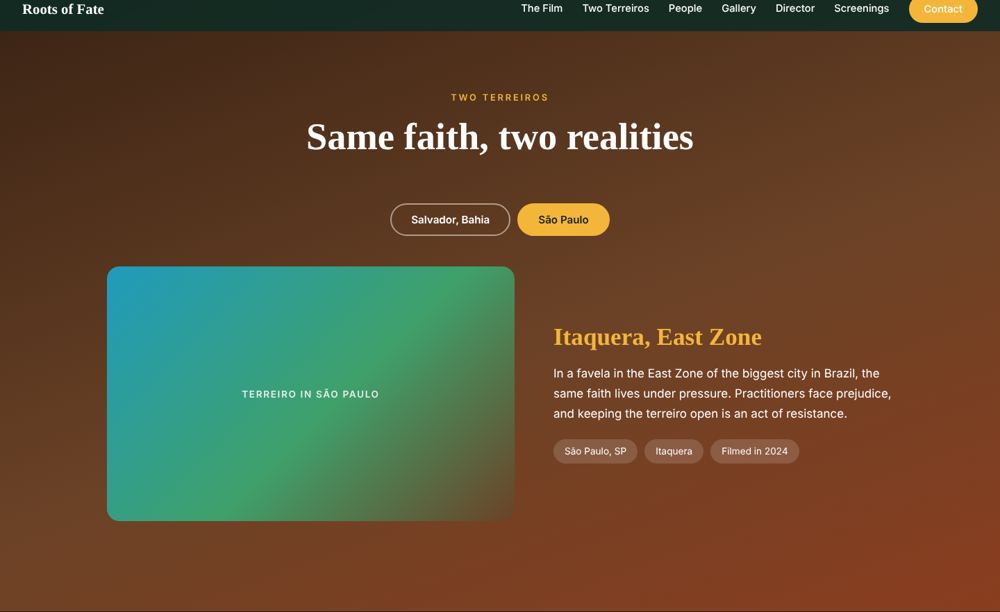 Roots of Fate
The Film
Two Terreiros
People
Gallery
Director
Screenings
Contact
TWO TERREIROS
Same faith, two realities
Salvador, Bahia
São Paulo
TERREIRO IN SÃO PAULO
Itaquera, East Zone
In a favela in the East Zone of the biggest city in Brazil, the
same faith lives under pressure. Practitioners face prejudice,
and keeping the terreiro open is an act of resistance.
São Paulo, SP
Itaquera
Filmed in 2024